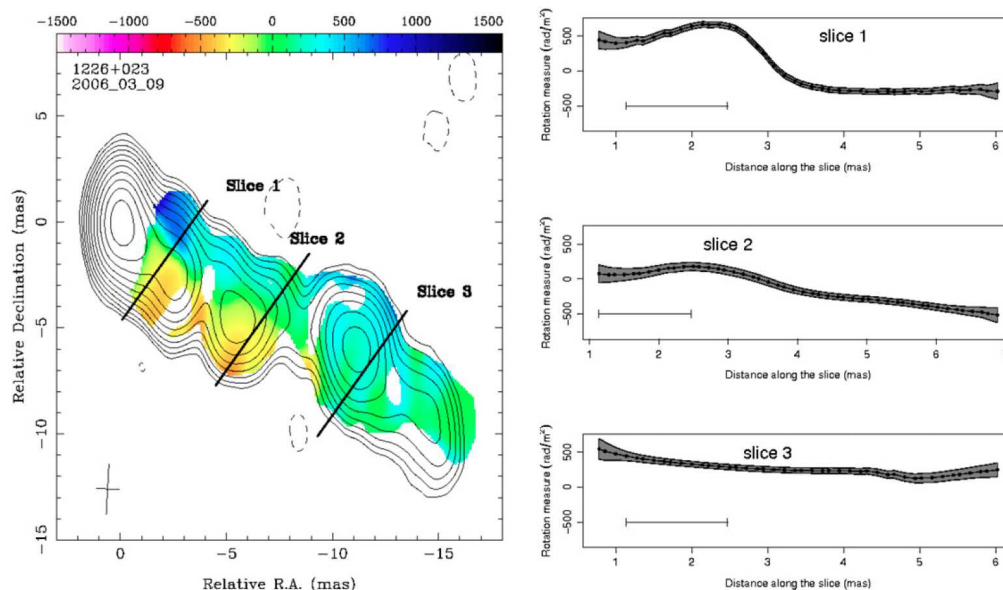 −1500 −1000 −500 0 500 1000 1500
1226+023
2006_03_09
Slice 1
Slice 2
Slice 3
5
0
−5
−10
−15
Relative Declination (mas)
0 −5 −10 −15
Relative R.A. (mas)
slice 1
Rotation measure (rad/m²)
500
0
−500
1 2 3 4 5 6
Distance along the slice (mas)
slice 2
Rotation measure (rad/m²)
500
0
−500
1 2 3 4 5 6
Distance along the slice (mas)
slice 3
Rotation measure (rad/m²)
500
0
−500
1 2 3 4 5 6
Distance along the slice (mas)